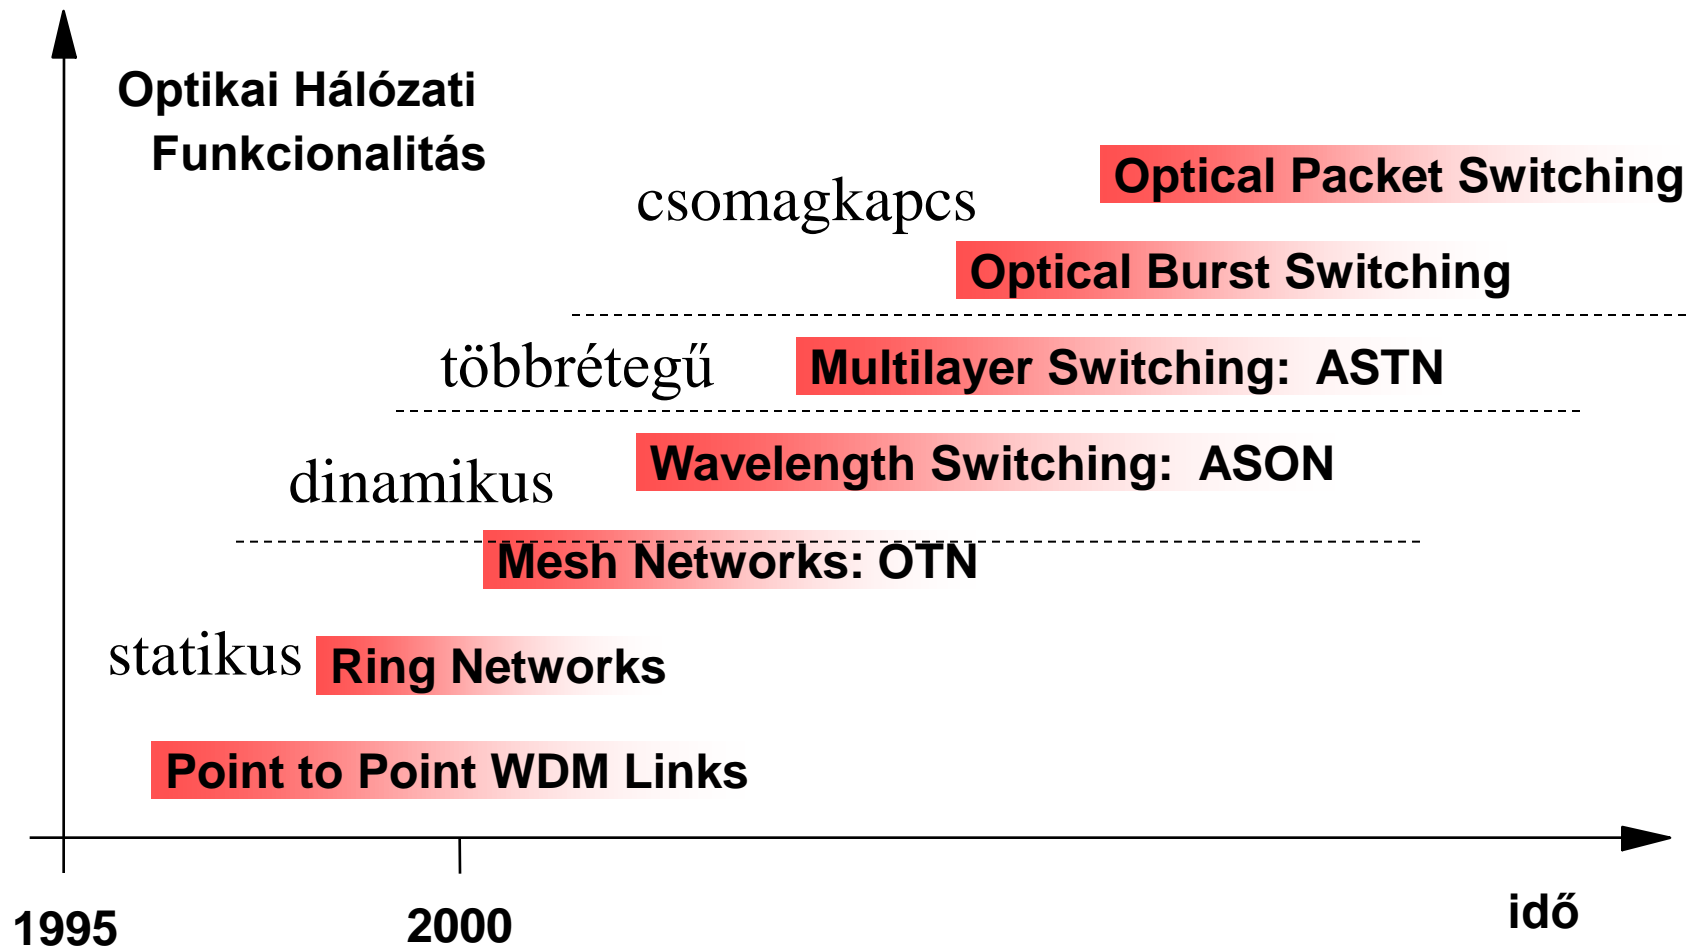 Optikai Hálózati
Funkcionalitás
Optical Packet Switching
csomagkapcs
Optical Burst Switching
többrétegű
Multilayer Switching: ASTN
Wavelength Switching: ASON
dinamikus
Mesh Networks: OTN
statikus
Ring Networks
Point to Point WDM Links
1995
2000
idő